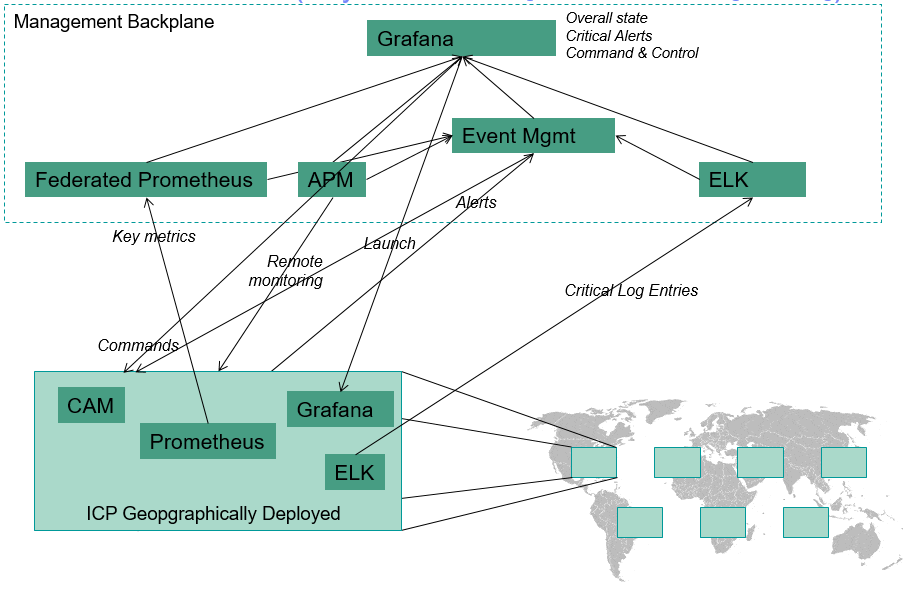 Management Backplane
Grafana
Overall state
Critical Alerts
Command & Control
Event Mgmt
Federated Prometheus
APM
ELK
Alerts
Key metrics
Launch
Remote
monitoring
Critical Log Entries
Commands
CAM
Grafana
Prometheus
ELK
ICP Geopgraphically Deployed